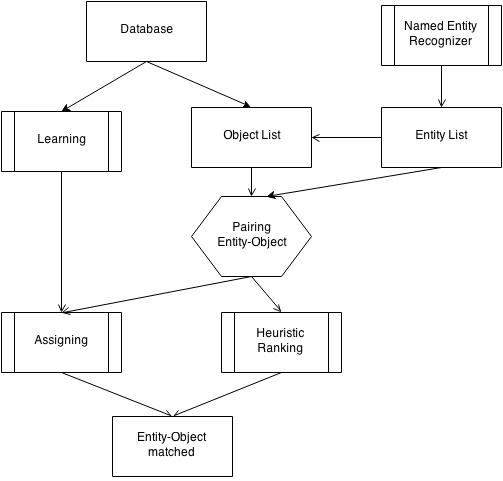 Database
Named Entity
Recognizer
Learning
Object List
Entity List
Pairing
Entity-Object
Assigning
Heuristic
Ranking
Entity-Object
matched